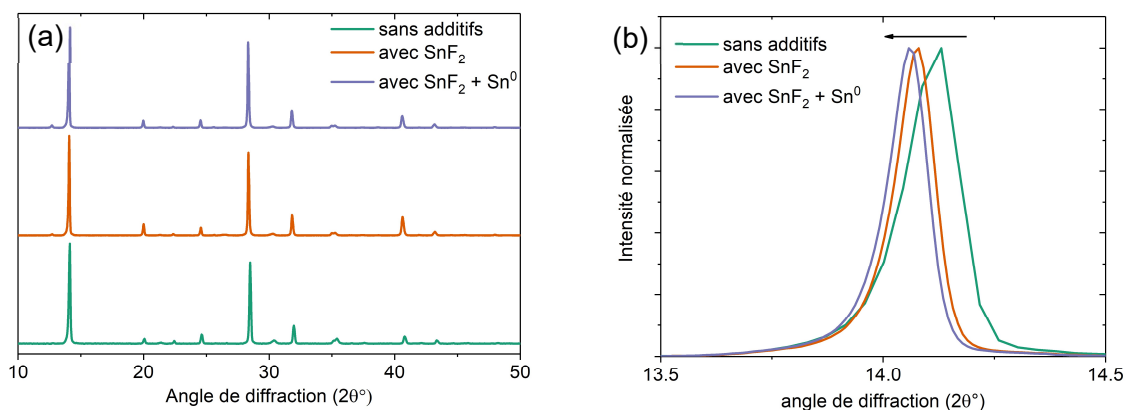 (a)
sans additifs
avec SnF₂
avec SnF₂ + Sn⁰
10 20 30 40 50
Angle de diffraction (2θ°)
(b)
sans additifs
avec SnF₂
avec SnF₂ + Sn⁰
Intensité normalisée
13.5 14.0 14.5
angle de diffraction (2θ°)